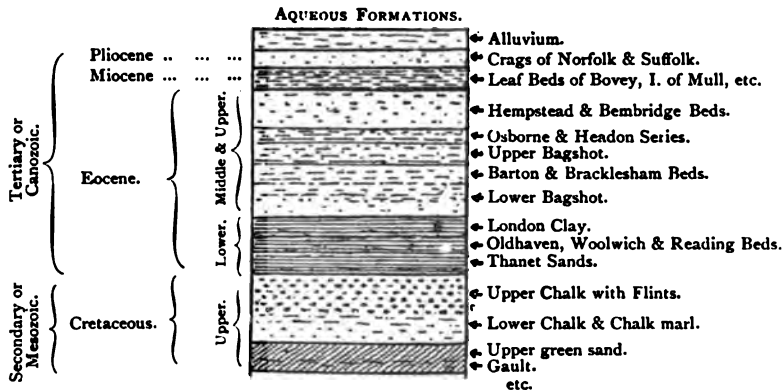 AQUEOUS FORMATIONS.
Alluvium.
Pliocene .. ... ... Crags of Norfolk & Suffolk.
Miocene ... ... ... Leaf Beds of Bovey, I. of Mull, etc.
Tertiary or
Canozoic.
Eocene.
Middle & Upper.
Hempstead & Bembridge Beds.
Osborne & Headon Series.
Upper Bagshot.
Barton & Bracklesham Beds.
Lower Bagshot.
Lower.
London Clay.
Oldhaven, Woolwich & Reading Beds.
Thanet Sands.
Secondary or
Mesozoic.
Cretaceous.
Upper.
Upper Chalk with Flints.
Lower Chalk & Chalk marl.
Upper green sand.
Gault.
etc.